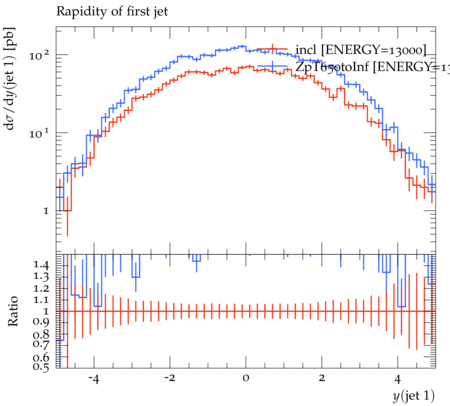 Rapidity of first jet
dσ/dy(jet 1) [pb]
10²
10¹
1
incl [ENERGY=13000]
ZpT650toInf [ENERGY=13
Ratio
1.4
1.3
1.2
1.1
1
0.9
0.8
0.7
0.6
0.5
-4 -2 0 2 4
y(jet 1)